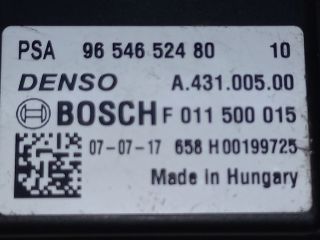 PSA 96 546 524 80 10
DENSO A.431.005.00
BOSCH F 011 500 015
07-07-17 658 H 00199725
Made in Hungary